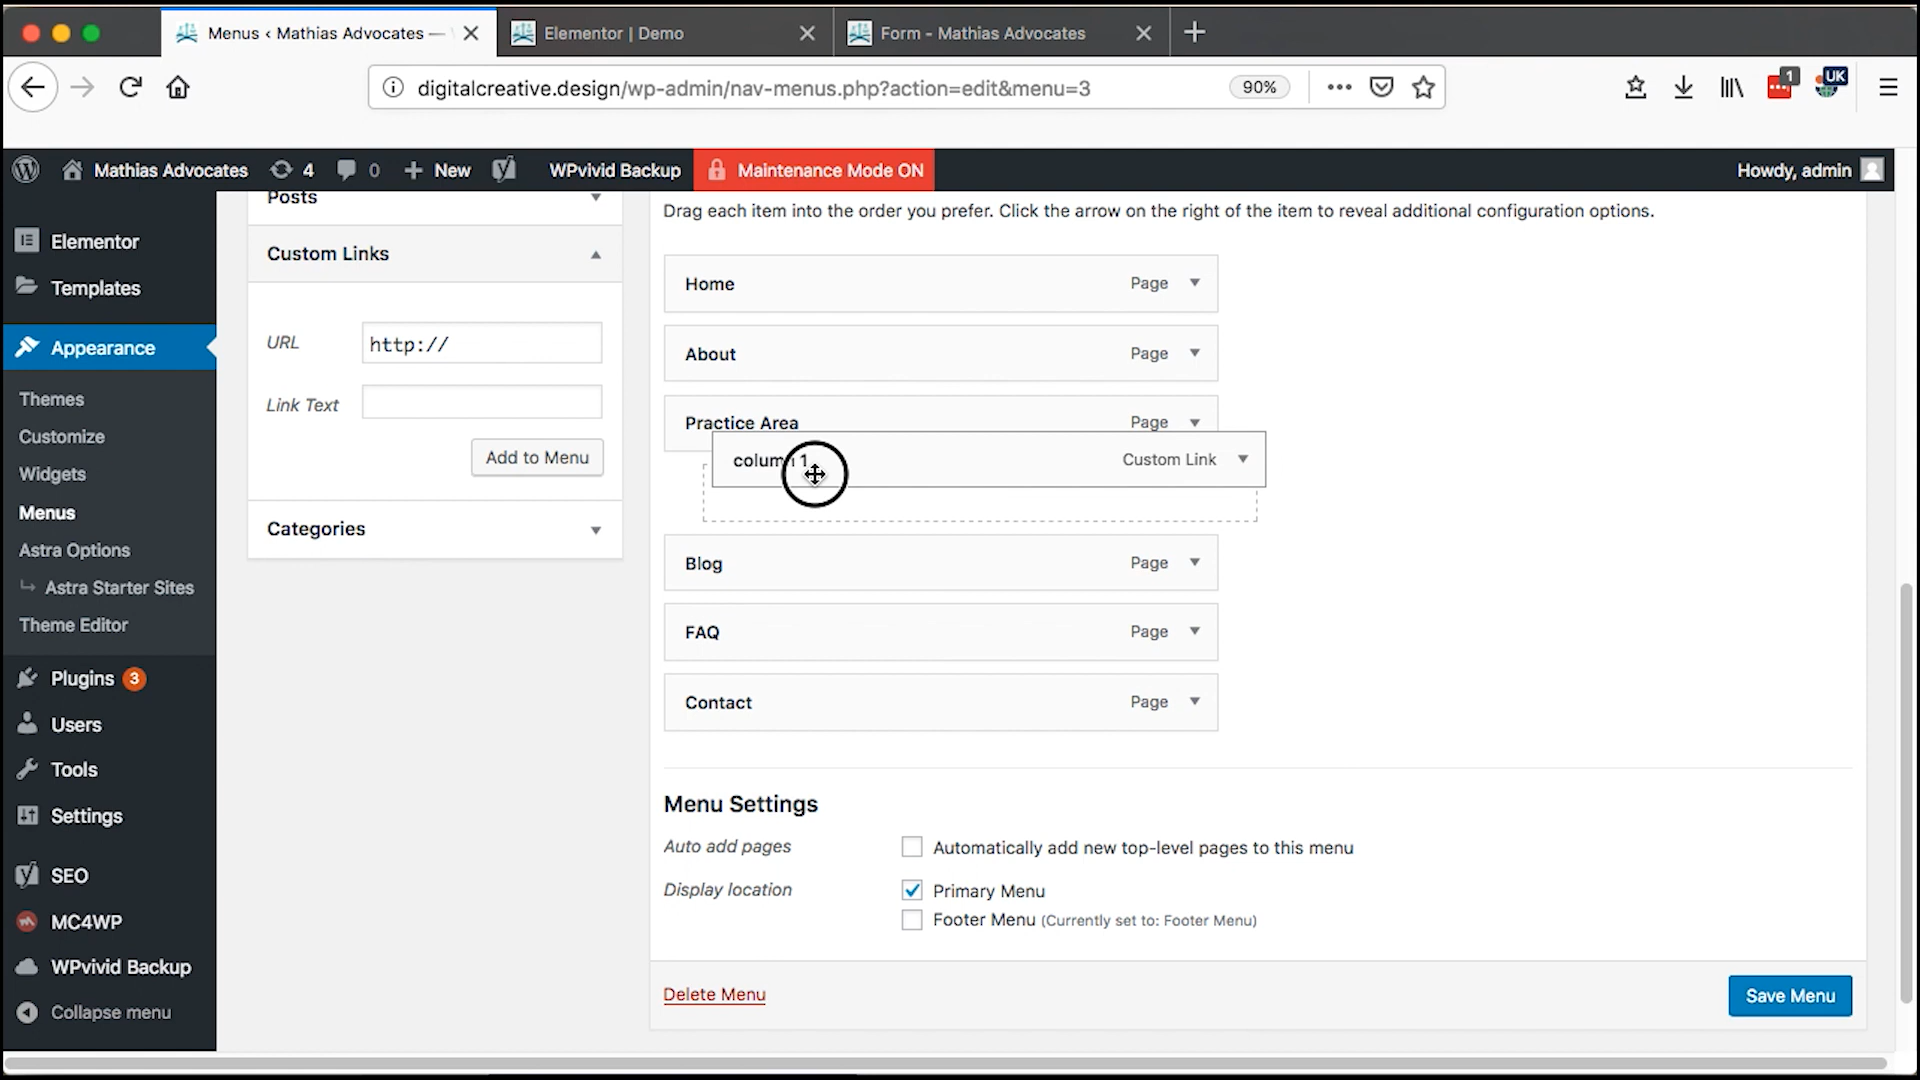 Menus ‹ Mathias Advocates —
Elementor | Demo
Form - Mathias Advocates
digitalcreative.design/wp-admin/nav-menus.php?action=edit&menu=3
90%
1
UK
Mathias Advocates
4
0
New
WPvivid Backup
Maintenance Mode ON
Howdy, admin
Elementor
Templates
Appearance
Themes
Customize
Widgets
Menus
Astra Options
Astra Starter Sites
Theme Editor
Plugins 3
Users
Tools
Settings
SEO
MC4WP
WPvivid Backup
Collapse menu
Posts
Custom Links
URL
http://
Link Text
Add to Menu
Categories
Drag each item into the order you prefer. Click the arrow on the right of the item to reveal additional configuration options.
Home Page
About Page
Practice Area Page
column 1 Custom Link
Blog Page
FAQ Page
Contact Page
Menu Settings
Auto add pages
Automatically add new top-level pages to this menu
Display location
Primary Menu
Footer Menu (Currently set to: Footer Menu)
Delete Menu
Save Menu